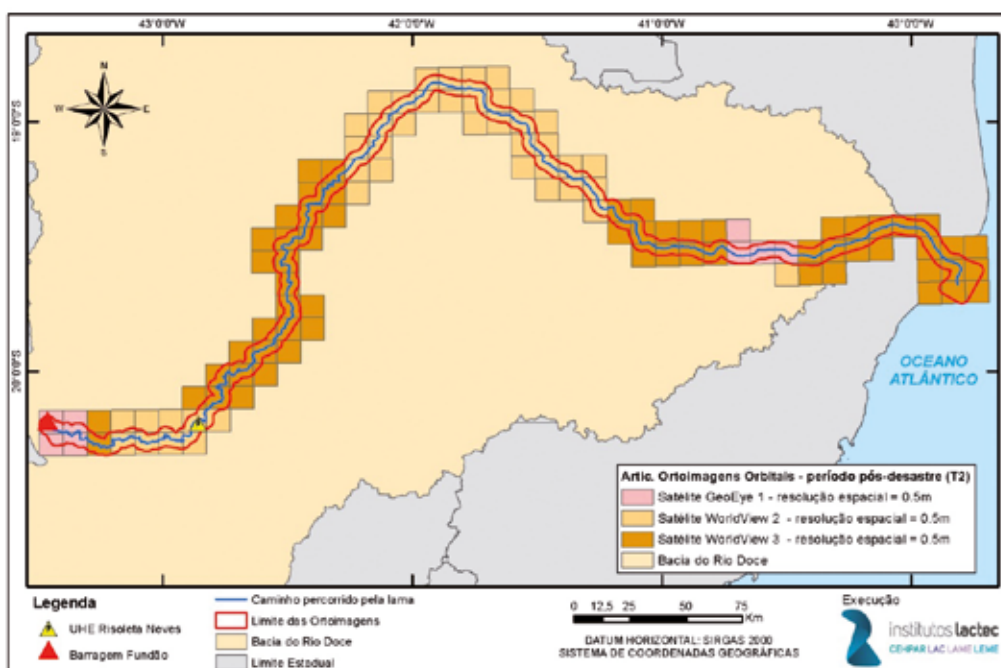 43°0'0"W 42°0'0"W 41°0'0"W 40°0'0"W
19°0'0"S
20°0'0"S
N
W E
S
OCEANO
ATLÂNTICO
Artic. Ortoimagens Orbitais - período pós-desastre (T2)
Satélite GeoEye 1 - resolução espacial = 0.5m
Satélite WorldView 2 - resolução espacial = 0.5m
Satélite WorldView 3 - resolução espacial = 0.5m
Bacia do Rio Doce
Legenda
UHE Risoleta Neves
Barragem Fundão
Caminho percorrido pela lama
Limite das Ortoimagens
Bacia do Rio Doce
Limite Estadual
0 12,5 25 50 75
Km
DATUM HORIZONTAL: SIRGAS 2000
SISTEMA DE COORDENADAS GEOGRÁFICAS
Execução
institutos lactec
CEHPAR LAC LAME LEME